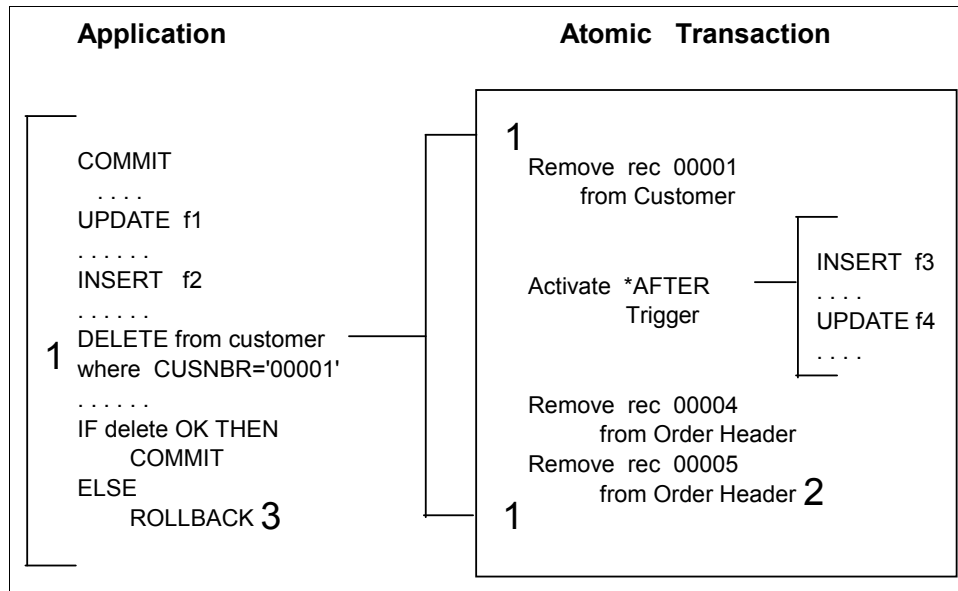 Application
Atomic Transaction
COMMIT
. . . .
UPDATE f1
. . . . . .
INSERT f2
. . . . . .
DELETE from customer
1
where CUSNBR='00001'
. . . . . .
IF delete OK THEN
COMMIT
ELSE
ROLLBACK 3
1
Remove rec 00001
from Customer
Activate *AFTER
Trigger
INSERT f3
. . . .
UPDATE f4
. . . .
Remove rec 00004
from Order Header
Remove rec 00005
from Order Header 2
1